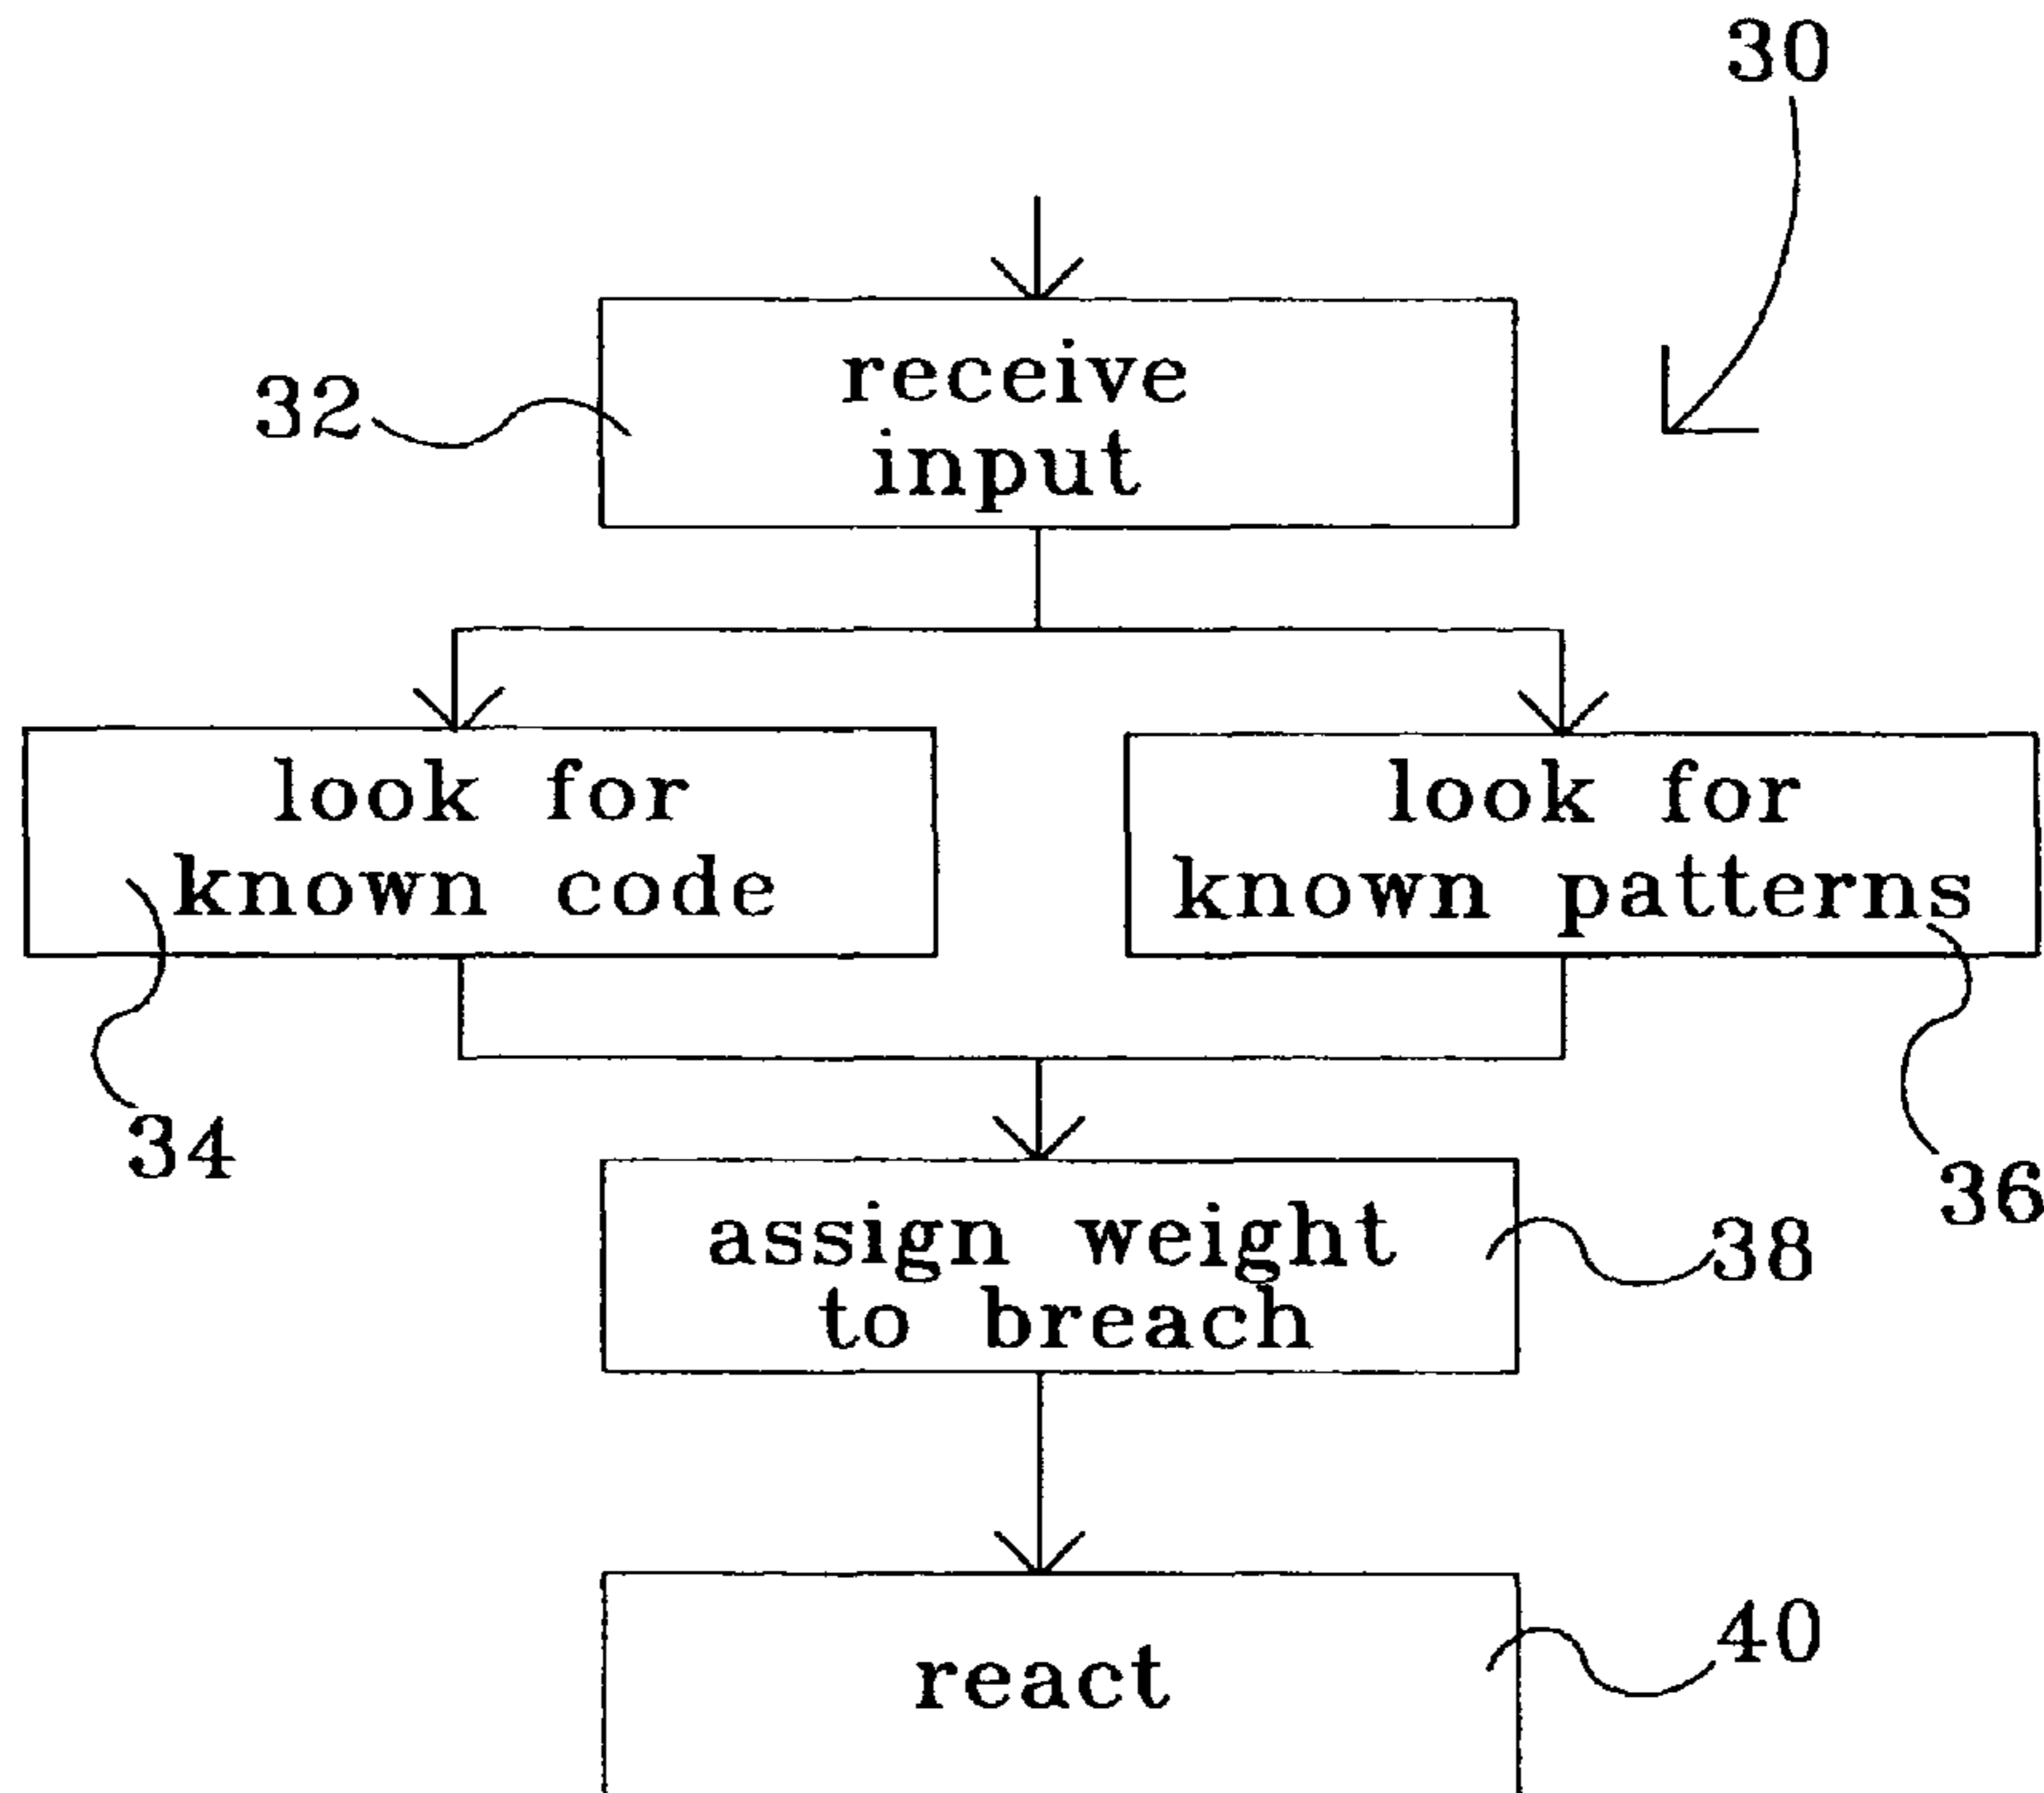 30
receive
input
32
look for
known code
look for
known patterns
34
36
assign weight
to breach
38
react
40